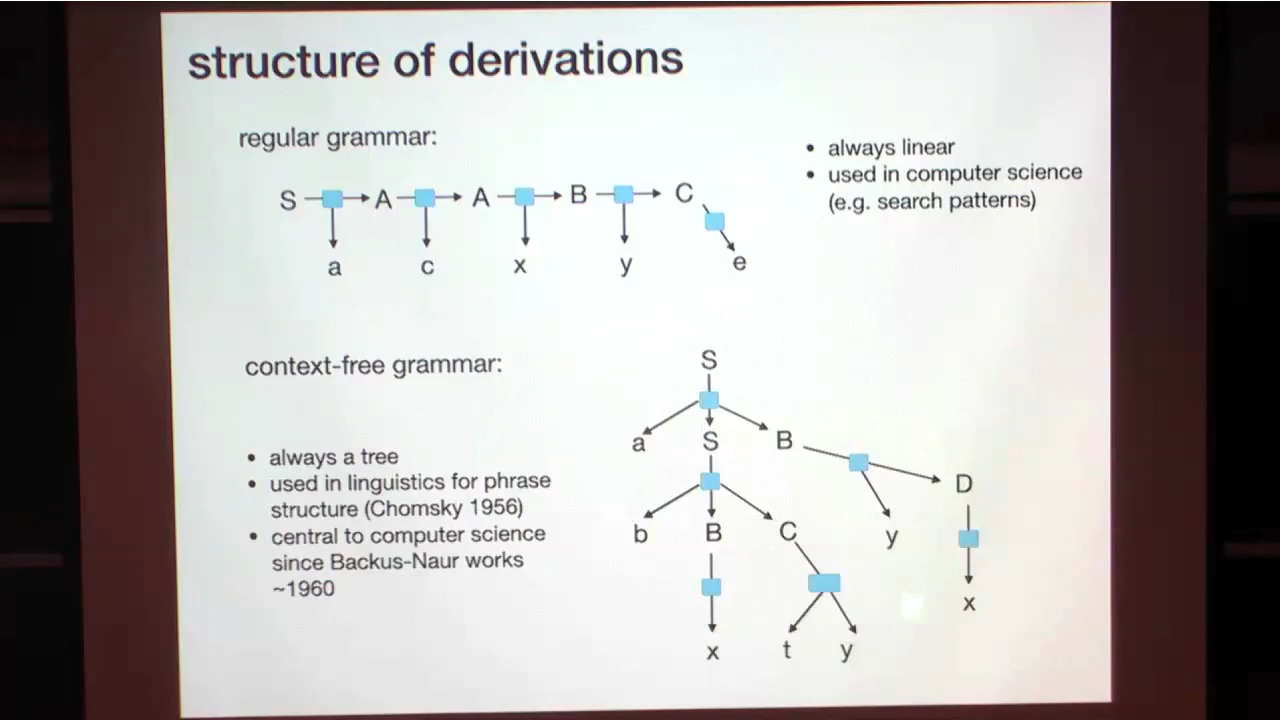 structure of derivations
regular grammar:
• always linear
• used in computer science
(e.g. search patterns)
S A A B C
a c x y e
context-free grammar:
S
a S B
D
• always a tree
• used in linguistics for phrase
structure (Chomsky 1956)
• central to computer science
since Backus-Naur works
~1960
b B C y
x
x t y